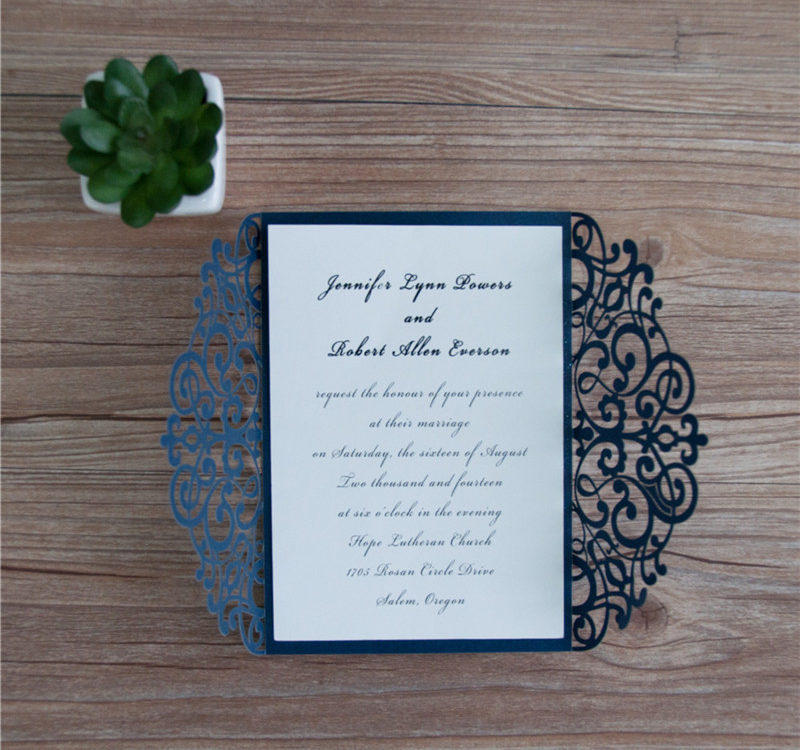 Jennifer Lynn Powers
and
Robert Allen Everson
request the honour of your presence
at their marriage
on Saturday, the sixteen of August
Two thousand and fourteen
at six o'clock in the evening
Hope Lutheran Church
1705 Rosan Circle Drive
Salem, Oregon